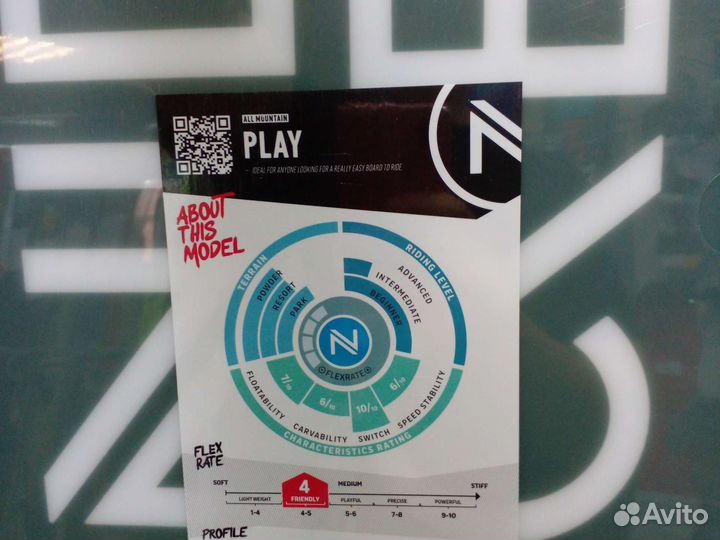 ALL MOUNTAIN
PLAY
– IDEAL FOR ANYONE LOOKING FOR A REALLY EASY BOARD TO RIDE
ABOUT
THIS
MODEL
TERRAIN
POWDER
RESORT
PARK
RIDING LEVEL
ADVANCED
INTERMEDIATE
BEGINNER
N
FLEXRATE
7/10
6/10
10/10
6/10
FLOATABILITY
CARVABILITY
SWITCH
SPEED STABILITY
CHARACTERISTICS RATING
FLEX
RATE
SOFT
MEDIUM
STIFF
LIGHT WEIGHT
4
FRIENDLY
PLAYFUL
PRECISE
POWERFUL
1-4
4-5
5-6
7-8
9-10
PROFILE
Avito